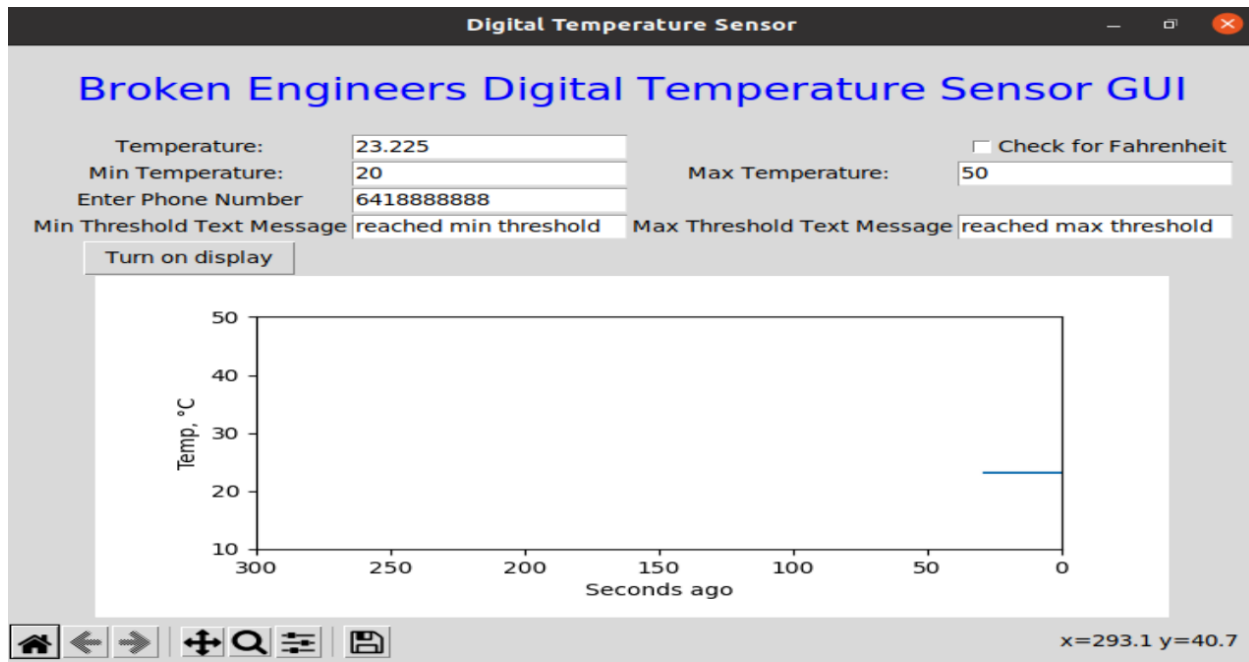 Digital Temperature Sensor
Broken Engineers Digital Temperature Sensor GUI
Temperature: 23.225 Check for Fahrenheit
Min Temperature: 20 Max Temperature: 50
Enter Phone Number 6418888888
Min Threshold Text Message reached min threshold Max Threshold Text Message reached max threshold
Turn on display
50
40
30
20
10
Temp, °C
300 250 200 150 100 50 0
Seconds ago
x=293.1 y=40.7